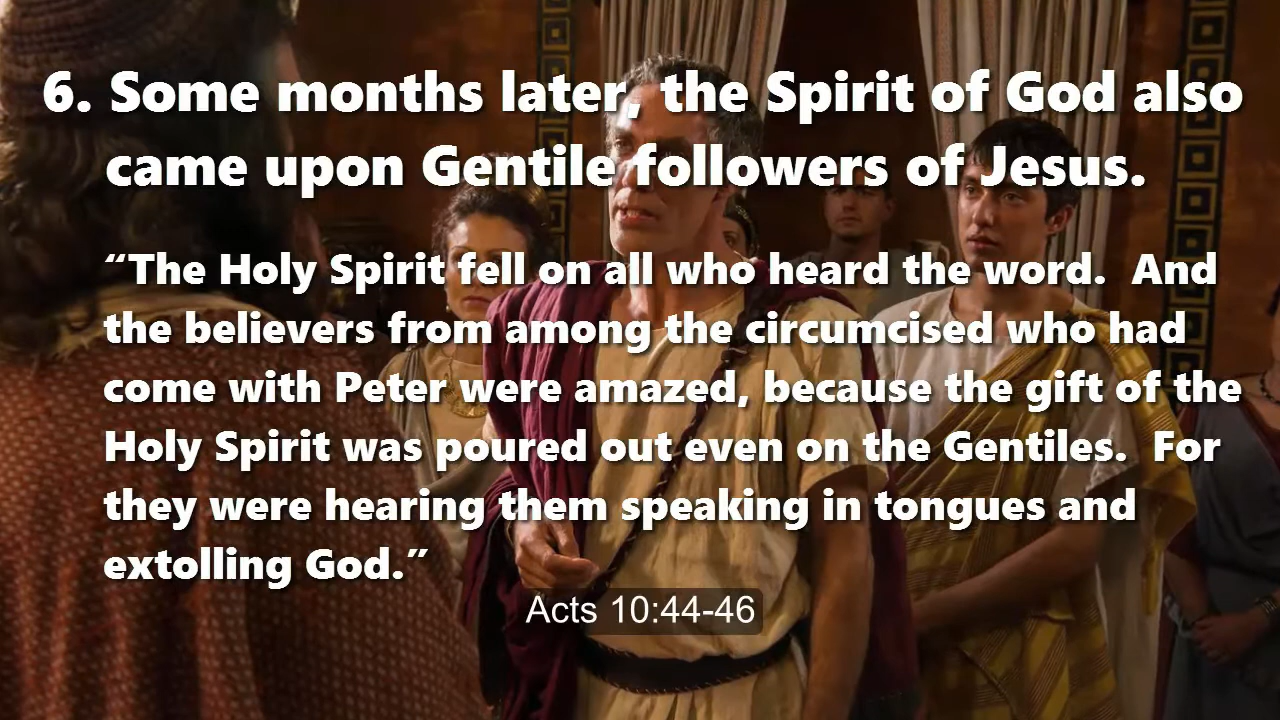 6. Some months later, the Spirit of God also
came upon Gentile followers of Jesus.
“The Holy Spirit fell on all who heard the word.  And
the believers from among the circumcised who had
come with Peter were amazed, because the gift of the
Holy Spirit was poured out even on the Gentiles.  For
they were hearing them speaking in tongues and
extolling God.”
Acts 10:44-46